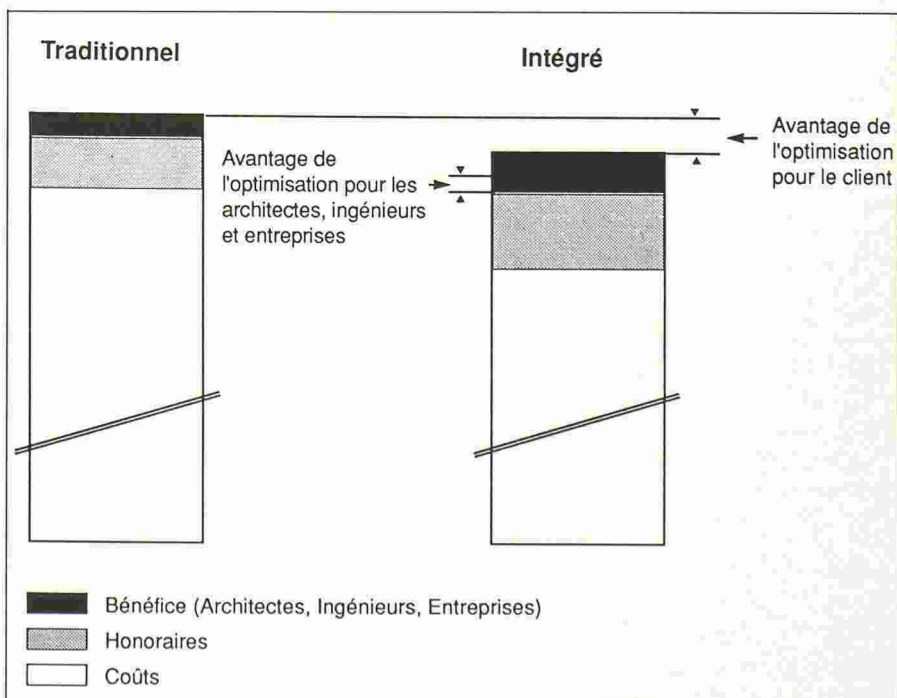 Traditionnel
Intégré
Avantage de
l'optimisation pour les
architectes, ingénieurs
et entreprises
Avantage de
l'optimisation
pour le client
Bénéfice (Architectes, Ingénieurs, Entreprises)
Honoraires
Coûts